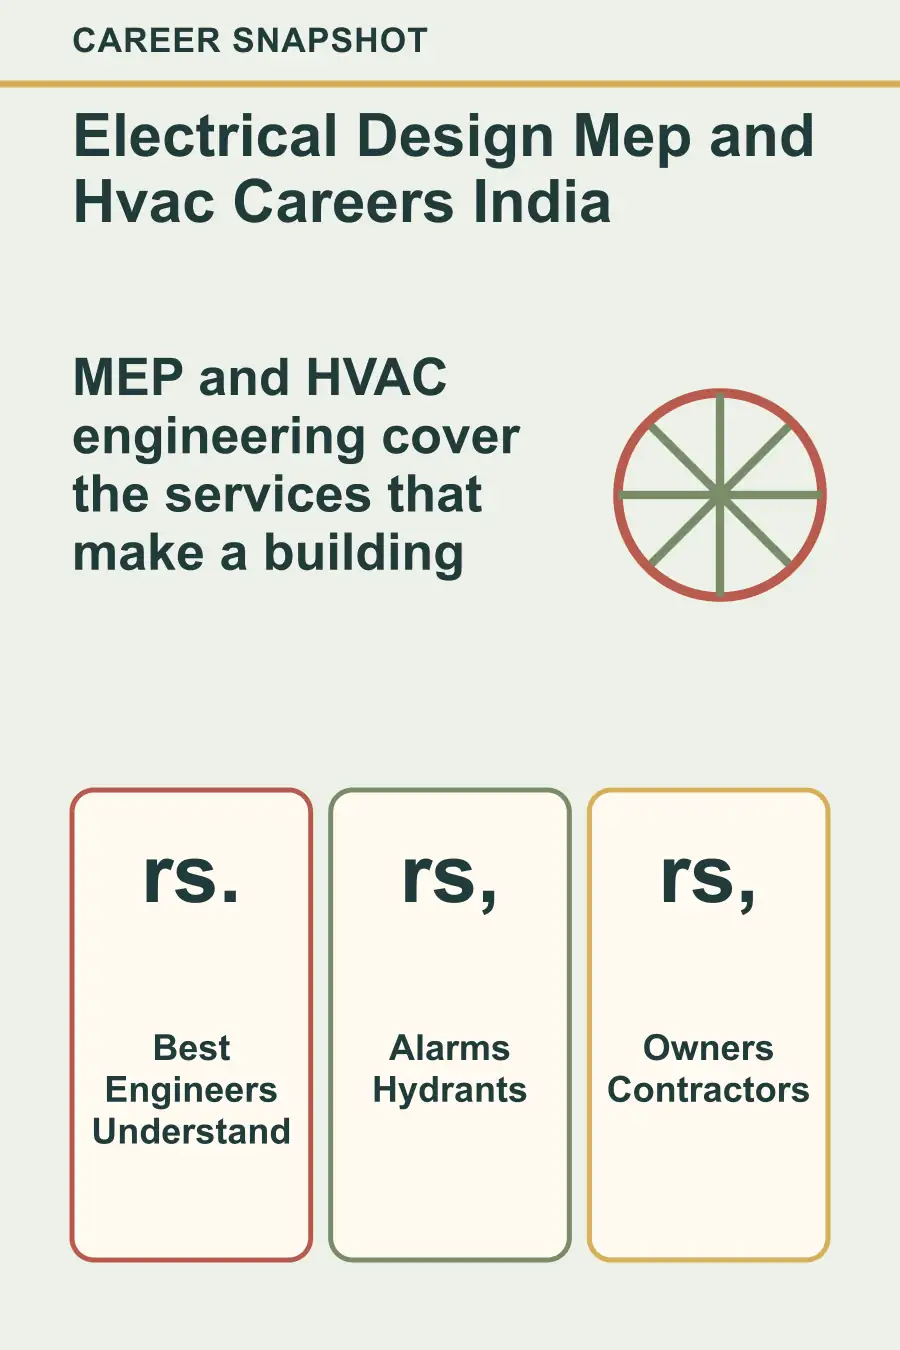 CAREER SNAPSHOT
Electrical Design Mep and
Hvac Careers India
MEP and HVAC
engineering cover
the services that
make a building
rs.
Best
Engineers
Understand
rs,
Alarms
Hydrants
rs,
Owners
Contractors